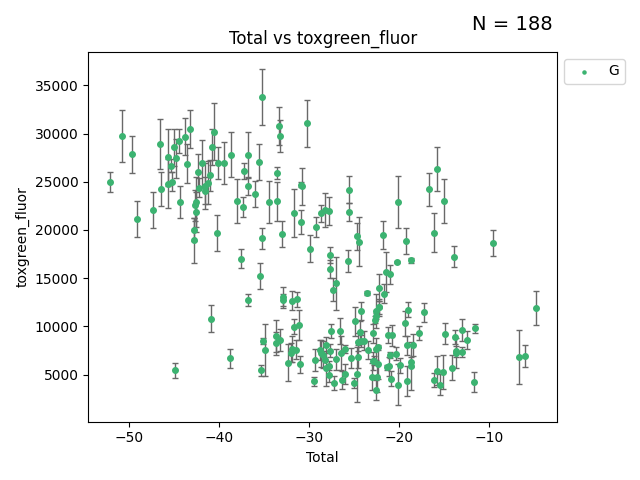 N = 188
Total vs toxgreen_fluor
G
35000
30000
25000
20000
15000
10000
5000
toxgreen_fluor
−50 −40 −30 −20 −10
Total